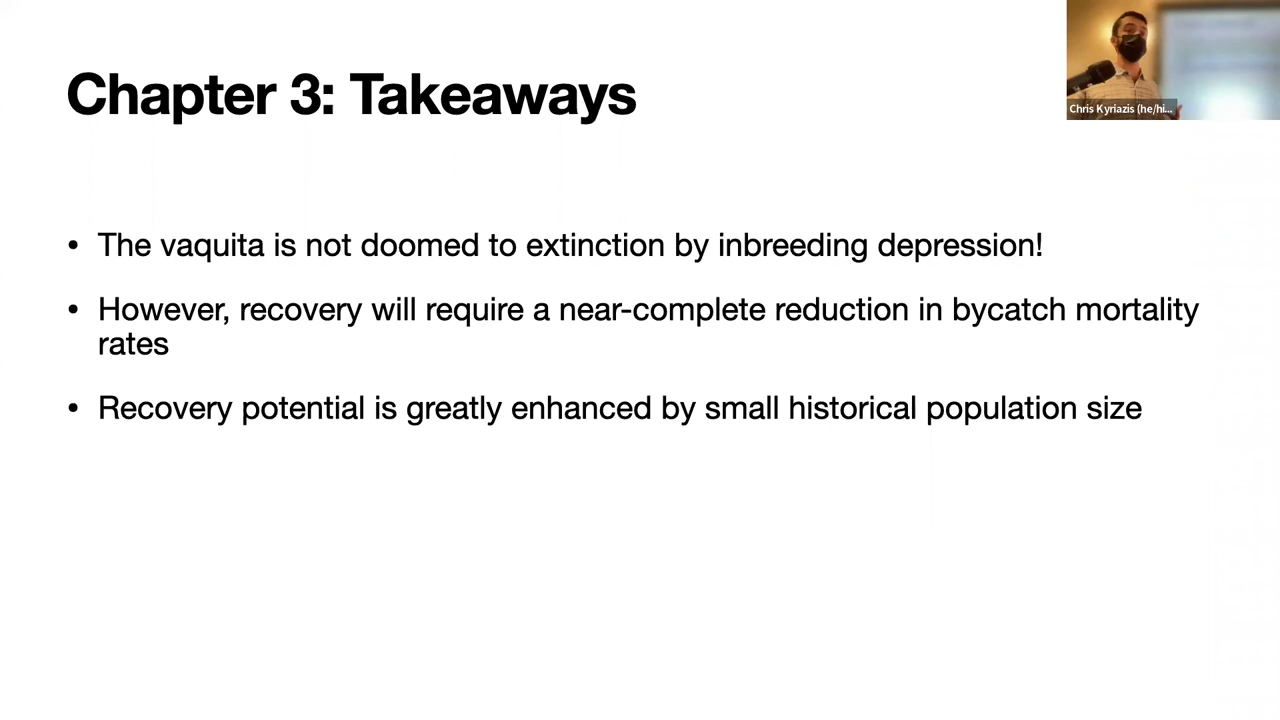 Chapter 3: Takeaways
Chris Kyriazis (he/hi...
• The vaquita is not doomed to extinction by inbreeding depression!
• However, recovery will require a near-complete reduction in bycatch mortality
rates
• Recovery potential is greatly enhanced by small historical population size